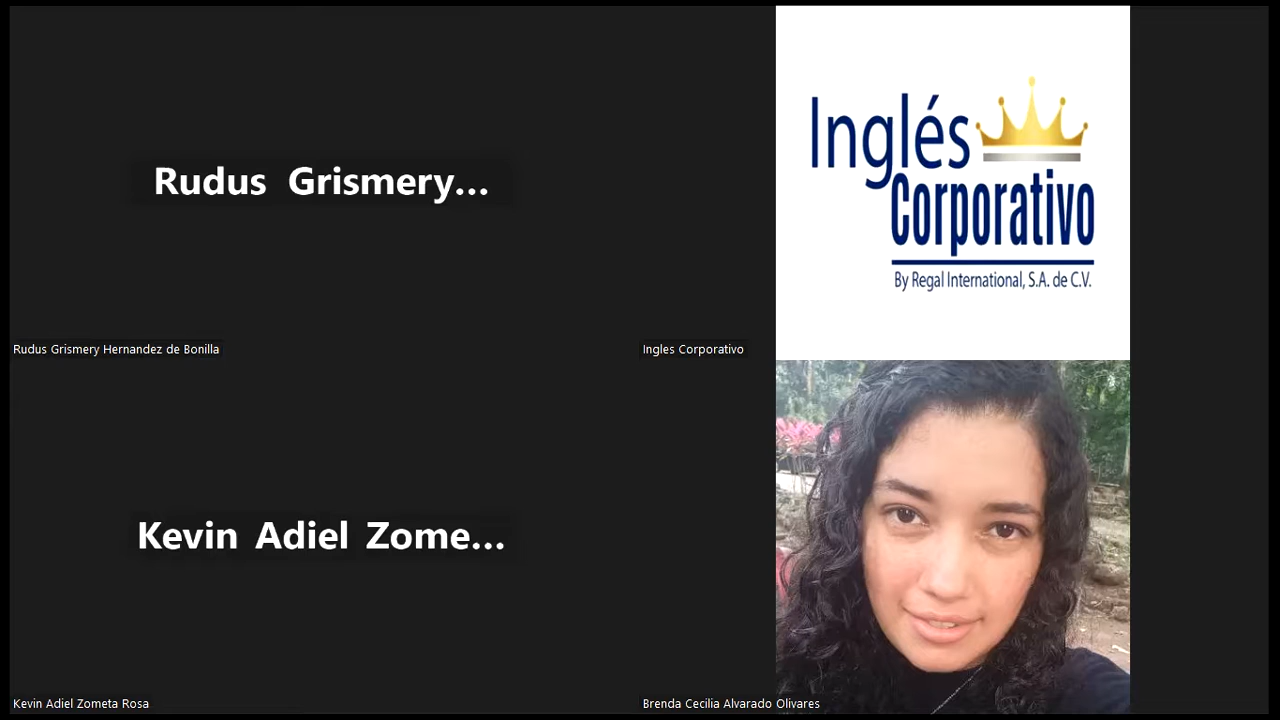 Rudus Grismery...
Rudus Grismery Hernandez de Bonilla
Inglés
Corporativo
By Regal International, S.A. de C.V.
Ingles Corporativo
Kevin Adiel Zome...
Kevin Adiel Zometa Rosa
Brenda Cecilia Alvarado Olivares